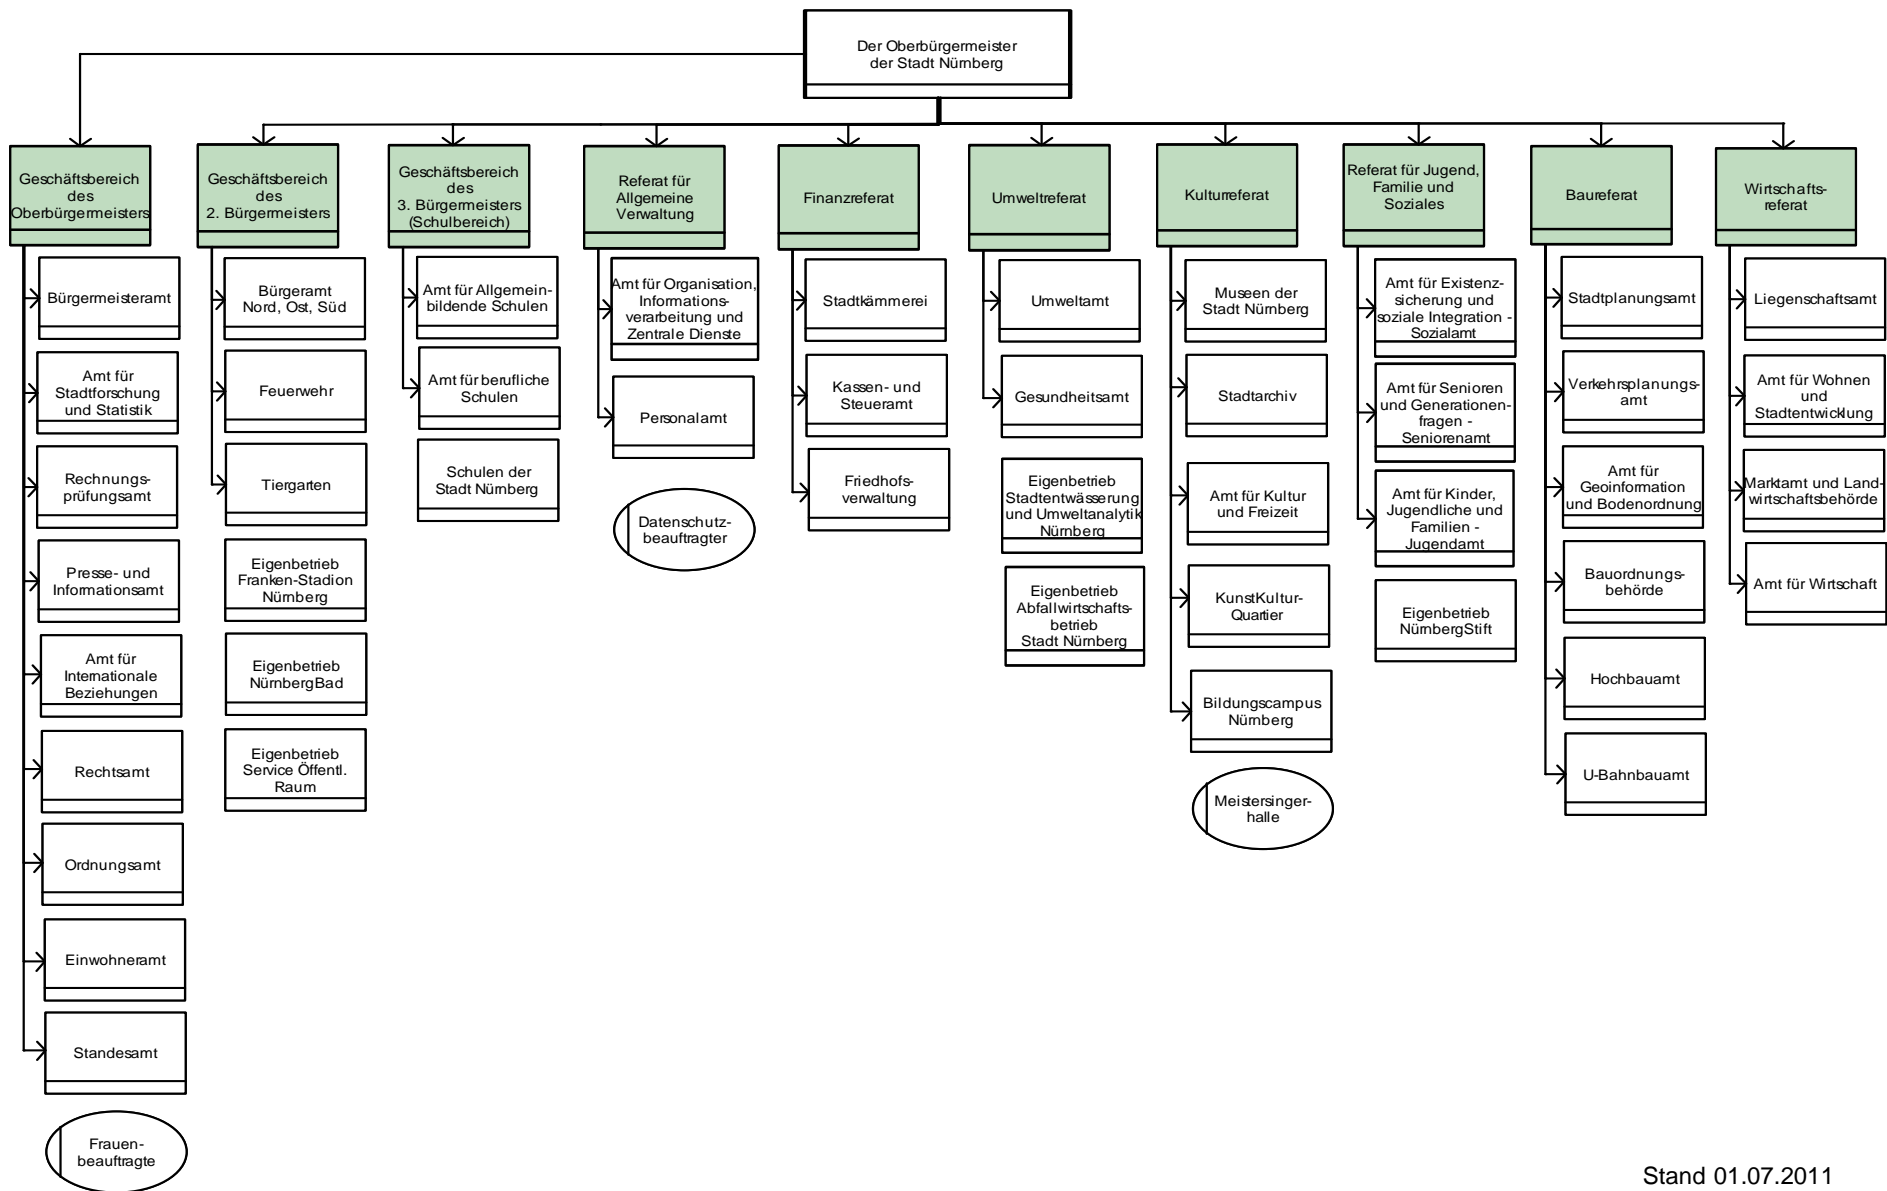 Der Oberbürgermeister
der Stadt Nürnberg
Geschäftsbereich
des
Oberbürgermeisters
Bürgermeisteramt
Amt für
Stadtforschung
und Statistik
Rechnungs-
prüfungsamt
Presse- und
Informationsamt
Amt für
Internationale
Beziehungen
Rechtsamt
Ordnungsamt
Einwohneramt
Standesamt
Frauen-
beauftragte
Geschäftsbereich
des
2. Bürgermeisters
Bürgeramt
Nord, Ost, Süd
Feuerwehr
Tiergarten
Eigenbetrieb
Franken-Stadion
Nürnberg
Eigenbetrieb
NürnbergBad
Eigenbetrieb
Service Öffentl.
Raum
Geschäftsbereich
des
3. Bürgermeisters
(Schulbereich)
Amt für Allgemein-
bildende Schulen
Amt für berufliche
Schulen
Schulen der
Stadt Nürnberg
Referat für
Allgemeine
Verwaltung
Amt für Organisation,
Informations-
verarbeitung und
Zentrale Dienste
Personalamt
Datenschutz-
beauftragter
Finanzreferat
Stadtkämmerei
Kassen- und
Steueramt
Friedhofs-
verwaltung
Umweltreferat
Umweltamt
Gesundheitsamt
Eigenbetrieb
Stadtentwässerung
und Umweltanalytik
Nürnberg
Eigenbetrieb
Abfallwirtschafts-
betrieb
Stadt Nürnberg
Kulturreferat
Museen der
Stadt Nürnberg
Stadtarchiv
Amt für Kultur
und Freizeit
KunstKultur-
Quartier
Bildungscampus
Nürnberg
Meistersinger-
halle
Referat für Jugend,
Familie und
Soziales
Amt für Existenz-
sicherung und
soziale Integration -
Sozialamt
Amt für Senioren
und Generationen-
fragen -
Seniorenamt
Amt für Kinder,
Jugendliche und
Familien -
Jugendamt
Eigenbetrieb
NürnbergStift
Baureferat
Stadtplanungsamt
Verkehrsplanungs-
amt
Amt für
Geoinformation
und Bodenordnung
Bauordnungs-
behörde
Hochbauamt
U-Bahnbauamt
Wirtschafts-
referat
Liegenschaftsamt
Amt für Wohnen
und
Stadtentwicklung
Marktamt und Land-
wirtschaftsbehörde
Amt für Wirtschaft
Stand 01.07.2011